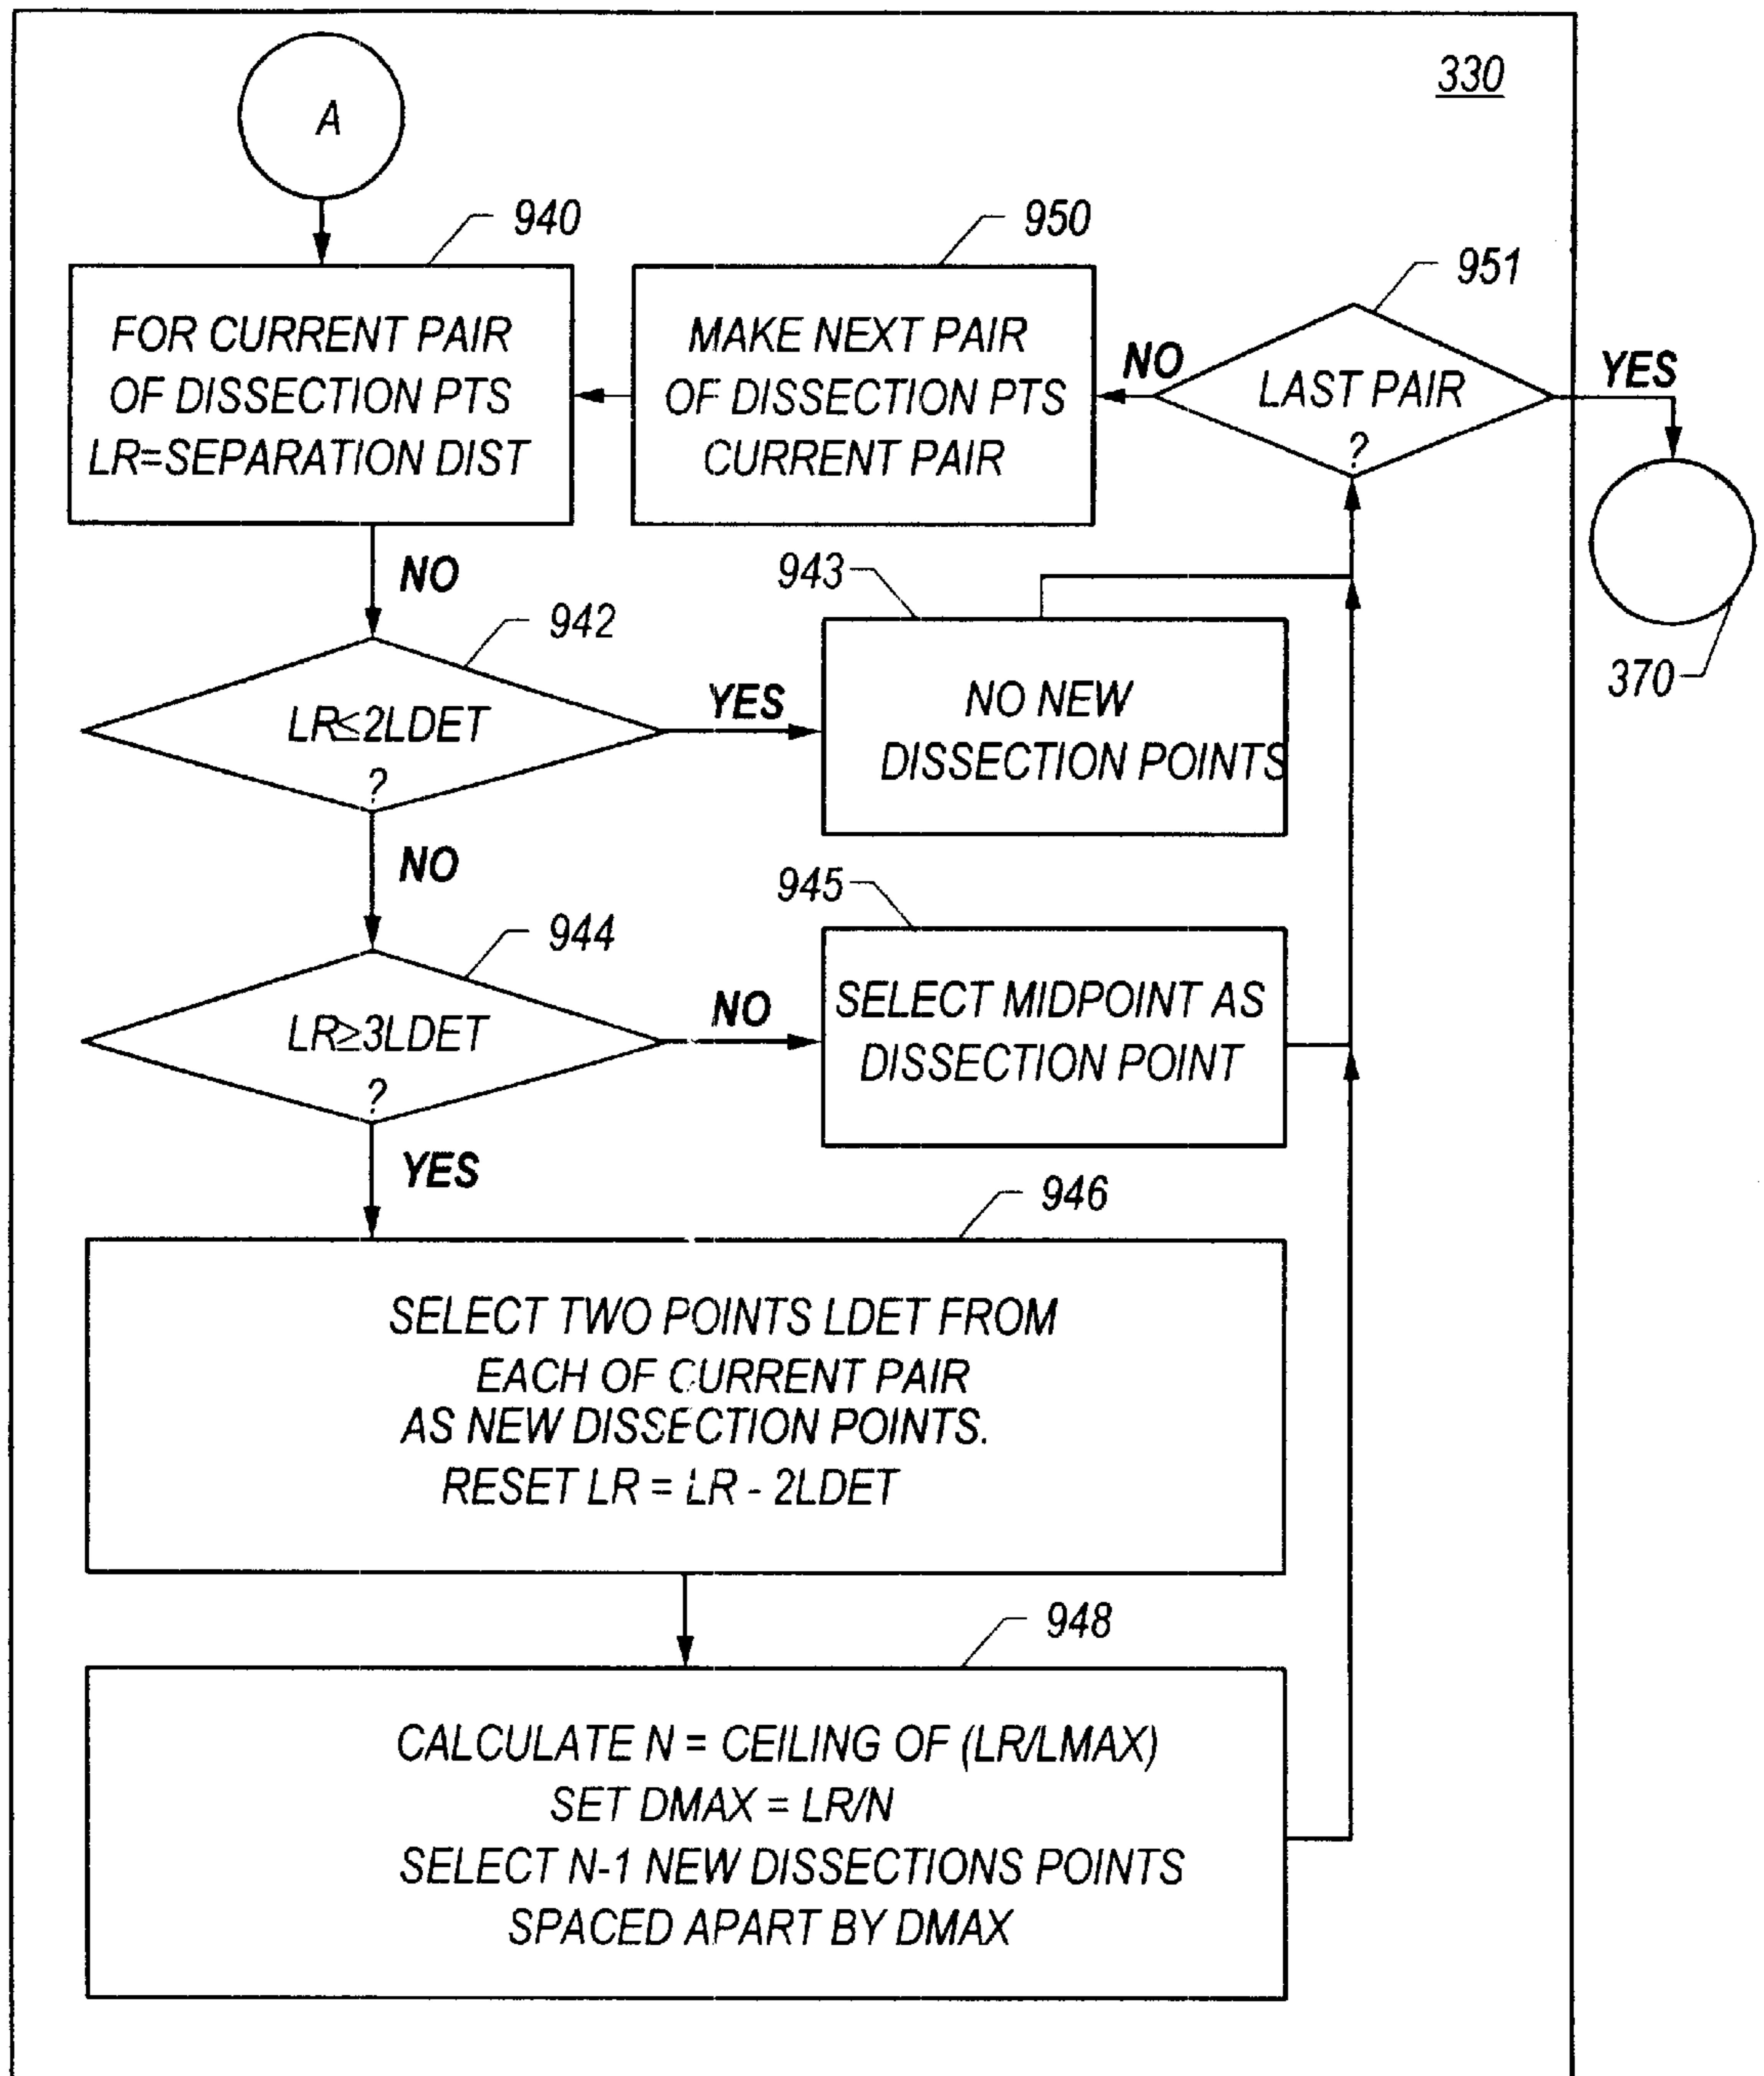 330
A
940
FOR CURRENT PAIR
OF DISSECTION PTS
LR=SEPARATION DIST
950
MAKE NEXT PAIR
OF DISSECTION PTS
CURRENT PAIR
951
LAST PAIR
?
NO
YES
370
NO
942
LR≤2LDET
?
YES
943
NO NEW
DISSECTION POINTS
NO
944
LR≥3LDET
?
NO
945
SELECT MIDPOINT AS
DISSECTION POINT
YES
946
SELECT TWO POINTS LDET FROM
EACH OF CURRENT PAIR
AS NEW DISSECTION POINTS.
RESET LR = LR - 2LDET
948
CALCULATE N = CEILING OF (LR/LMAX)
SET DMAX = LR/N
SELECT N-1 NEW DISSECTIONS POINTS
SPACED APART BY DMAX